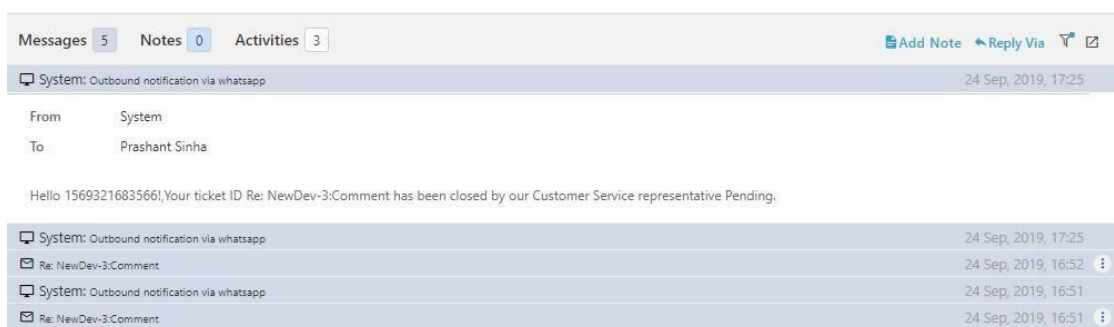 Messages 5 Notes 0 Activities 3 Add Note Reply Via
System: Outbound notification via whatsapp 24 Sep, 2019, 17:25
From System
To Prashant Sinha
Hello 1569321683566!,Your ticket ID Re: NewDev-3:Comment has been closed by our Customer Service representative Pending.
System: Outbound notification via whatsapp 24 Sep, 2019, 17:25
Re: NewDev-3:Comment 24 Sep, 2019, 16:52
System: Outbound notification via whatsapp 24 Sep, 2019, 16:51
Re: NewDev-3:Comment 24 Sep, 2019, 16:51